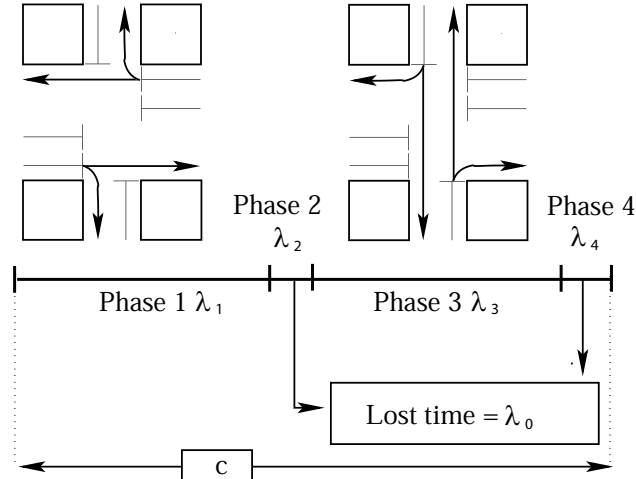 Phase 2
λ₂
Phase 4
λ₄
Phase 1 λ₁
Phase 3 λ₃
Lost time = λ₀
c